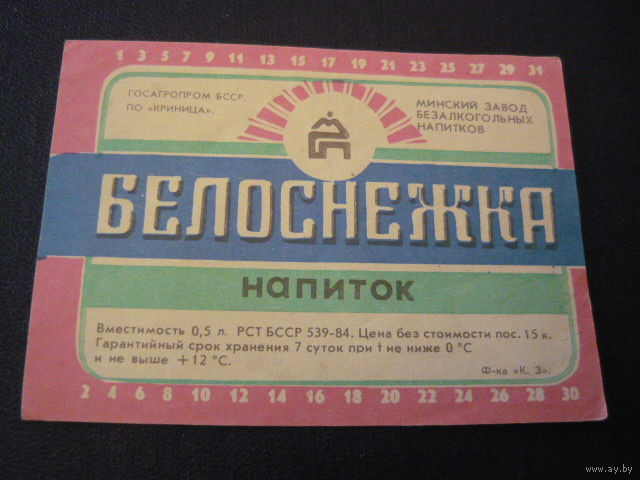 1 3 5 7 9 11 13 15 17 19 21 23 25 27 29 31
ГОСАГРОПРОМ БССР.
ПО «КРИНИЦА».
МИНСКИЙ ЗАВОД
БЕЗАЛКОГОЛЬНЫХ
НАПИТКОВ
БЕЛОСНЕЖКА
напиток
Вместимость 0,5 л. РСТ БССР 539-84. Цена без стоимости пос. 15 к.
Гарантийный срок хранения 7 суток при t не ниже 0 °C
и не выше +12 °C.
Ф-ка «К. З».
2 4 6 8 10 12 14 16 18 20 22 24 26 28 30
www.ay.by